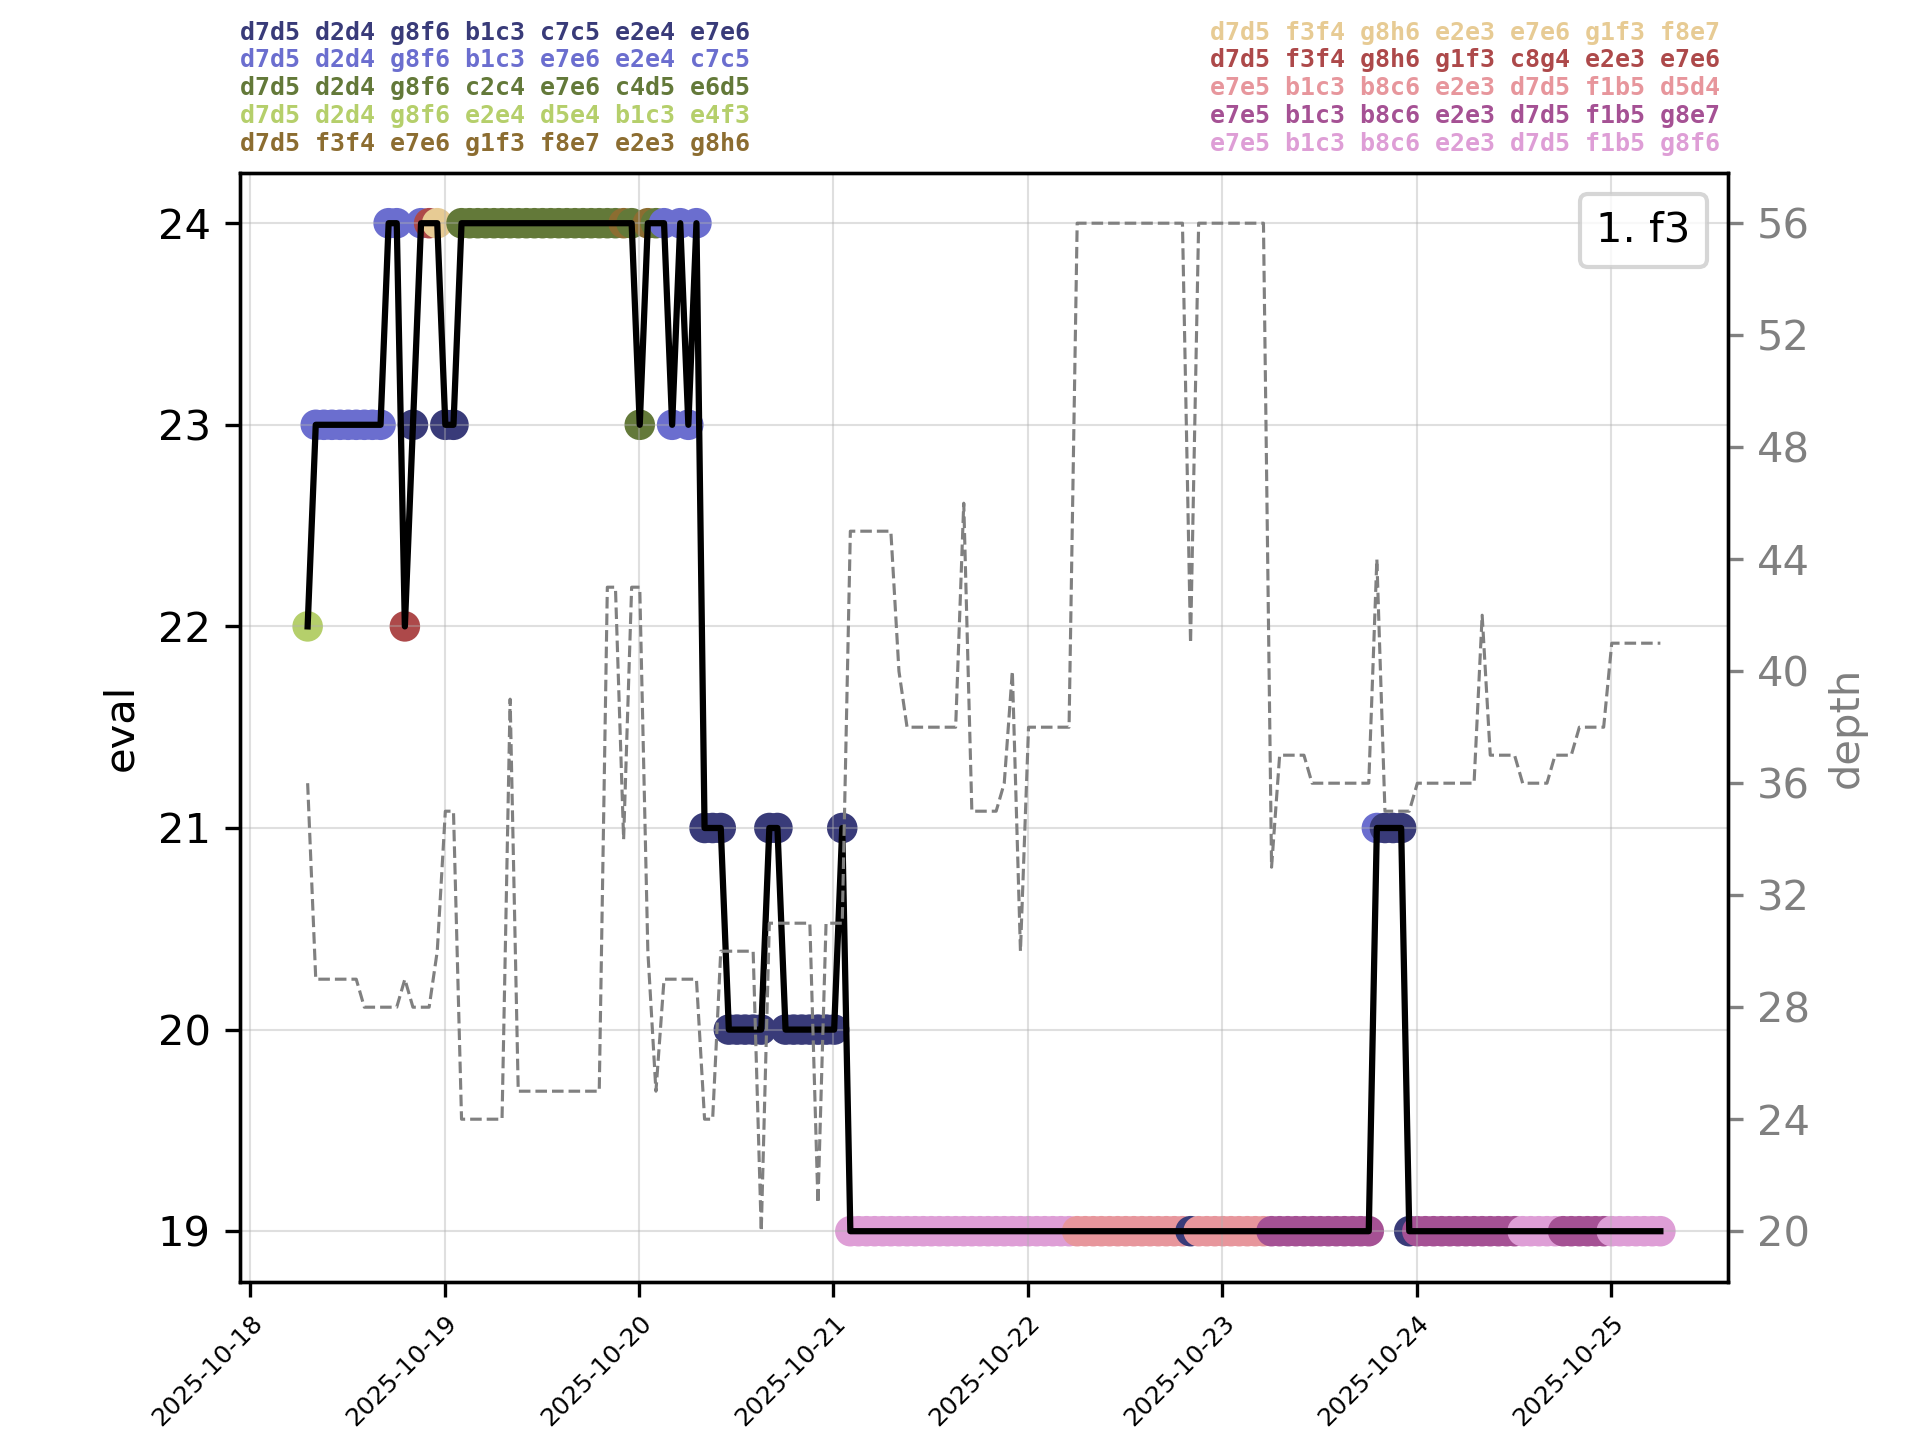 d7d5 d2d4 g8f6 b1c3 c7c5 e2e4 e7e6
d7d5 d2d4 g8f6 b1c3 e7e6 e2e4 c7c5
d7d5 d2d4 g8f6 c2c4 e7e6 c4d5 e6d5
d7d5 d2d4 g8f6 e2e4 d5e4 b1c3 e4f3
d7d5 f3f4 e7e6 g1f3 f8e7 e2e3 g8h6
d7d5 f3f4 g8h6 e2e3 e7e6 g1f3 f8e7
d7d5 f3f4 g8h6 g1f3 c8g4 e2e3 e7e6
e7e5 b1c3 b8c6 e2e3 d7d5 f1b5 d5d4
e7e5 b1c3 b8c6 e2e3 d7d5 f1b5 g8e7
e7e5 b1c3 b8c6 e2e3 d7d5 f1b5 g8f6
1. f3
eval
24
23
22
21
20
19
56
52
48
44
40
36
32
28
24
20
depth
2025-10-18
2025-10-19
2025-10-20
2025-10-21
2025-10-22
2025-10-23
2025-10-24
2025-10-25